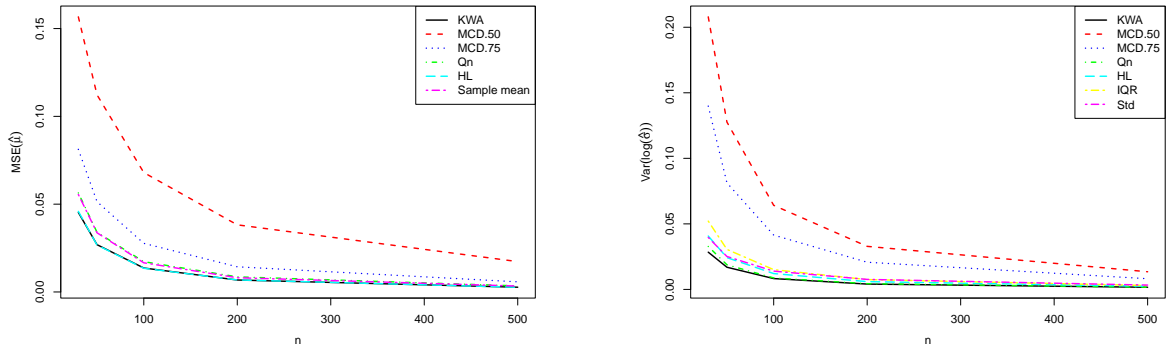 0.00 0.05 0.10 0.15
MSE(μ̂)
100 200 300 400 500
n
KWA
MCD.50
MCD.75
Qn
HL
Sample mean
0.00 0.05 0.10 0.15 0.20
Var(log(σ̂))
100 200 300 400 500
n
KWA
MCD.50
MCD.75
Qn
HL
IQR
Std